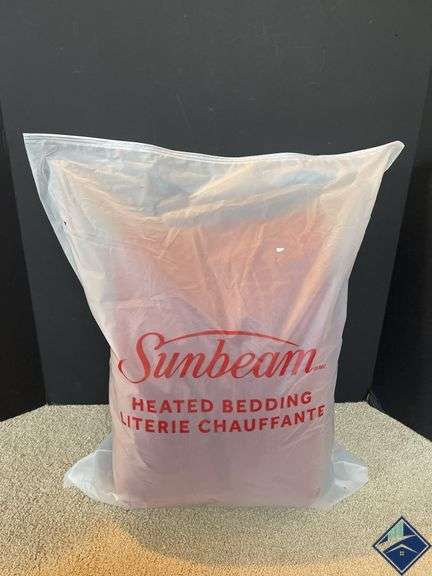 Sunbeam
HEATED BEDDING
LITERIE CHAUFFANTE